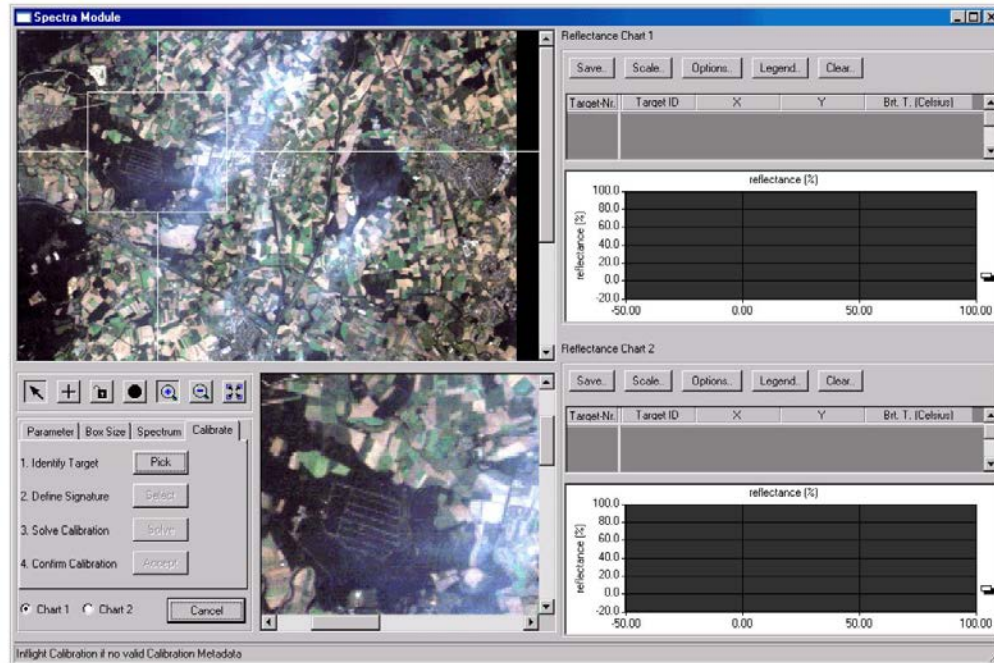 Spectra Module
Reflectance Chart 1
Save.. Scale.. Options.. Legend.. Clear..
Target-Nr. Target ID X Y Brt. T. (Celsius)
reflectance (%)
reflectance (%)
100.0
80.0
60.0
40.0
20.0
0.0
-20.0
-50.00 0.00 50.00 100.00
Reflectance Chart 2
Save.. Scale.. Options.. Legend.. Clear..
Target-Nr. Target ID X Y Brt. T. (Celsius)
reflectance (%)
reflectance (%)
100.0
80.0
60.0
40.0
20.0
0.0
-20.0
-50.00 0.00 50.00 100.00
Parameter Box Size Spectrum Calibrate
1. Identify Target Pick
2. Define Signature Select
3. Solve Calibration Solve
4. Confirm Calibration Accept
Chart 1 Chart 2 Cancel
Inflight Calibration if no valid Calibration Metadata